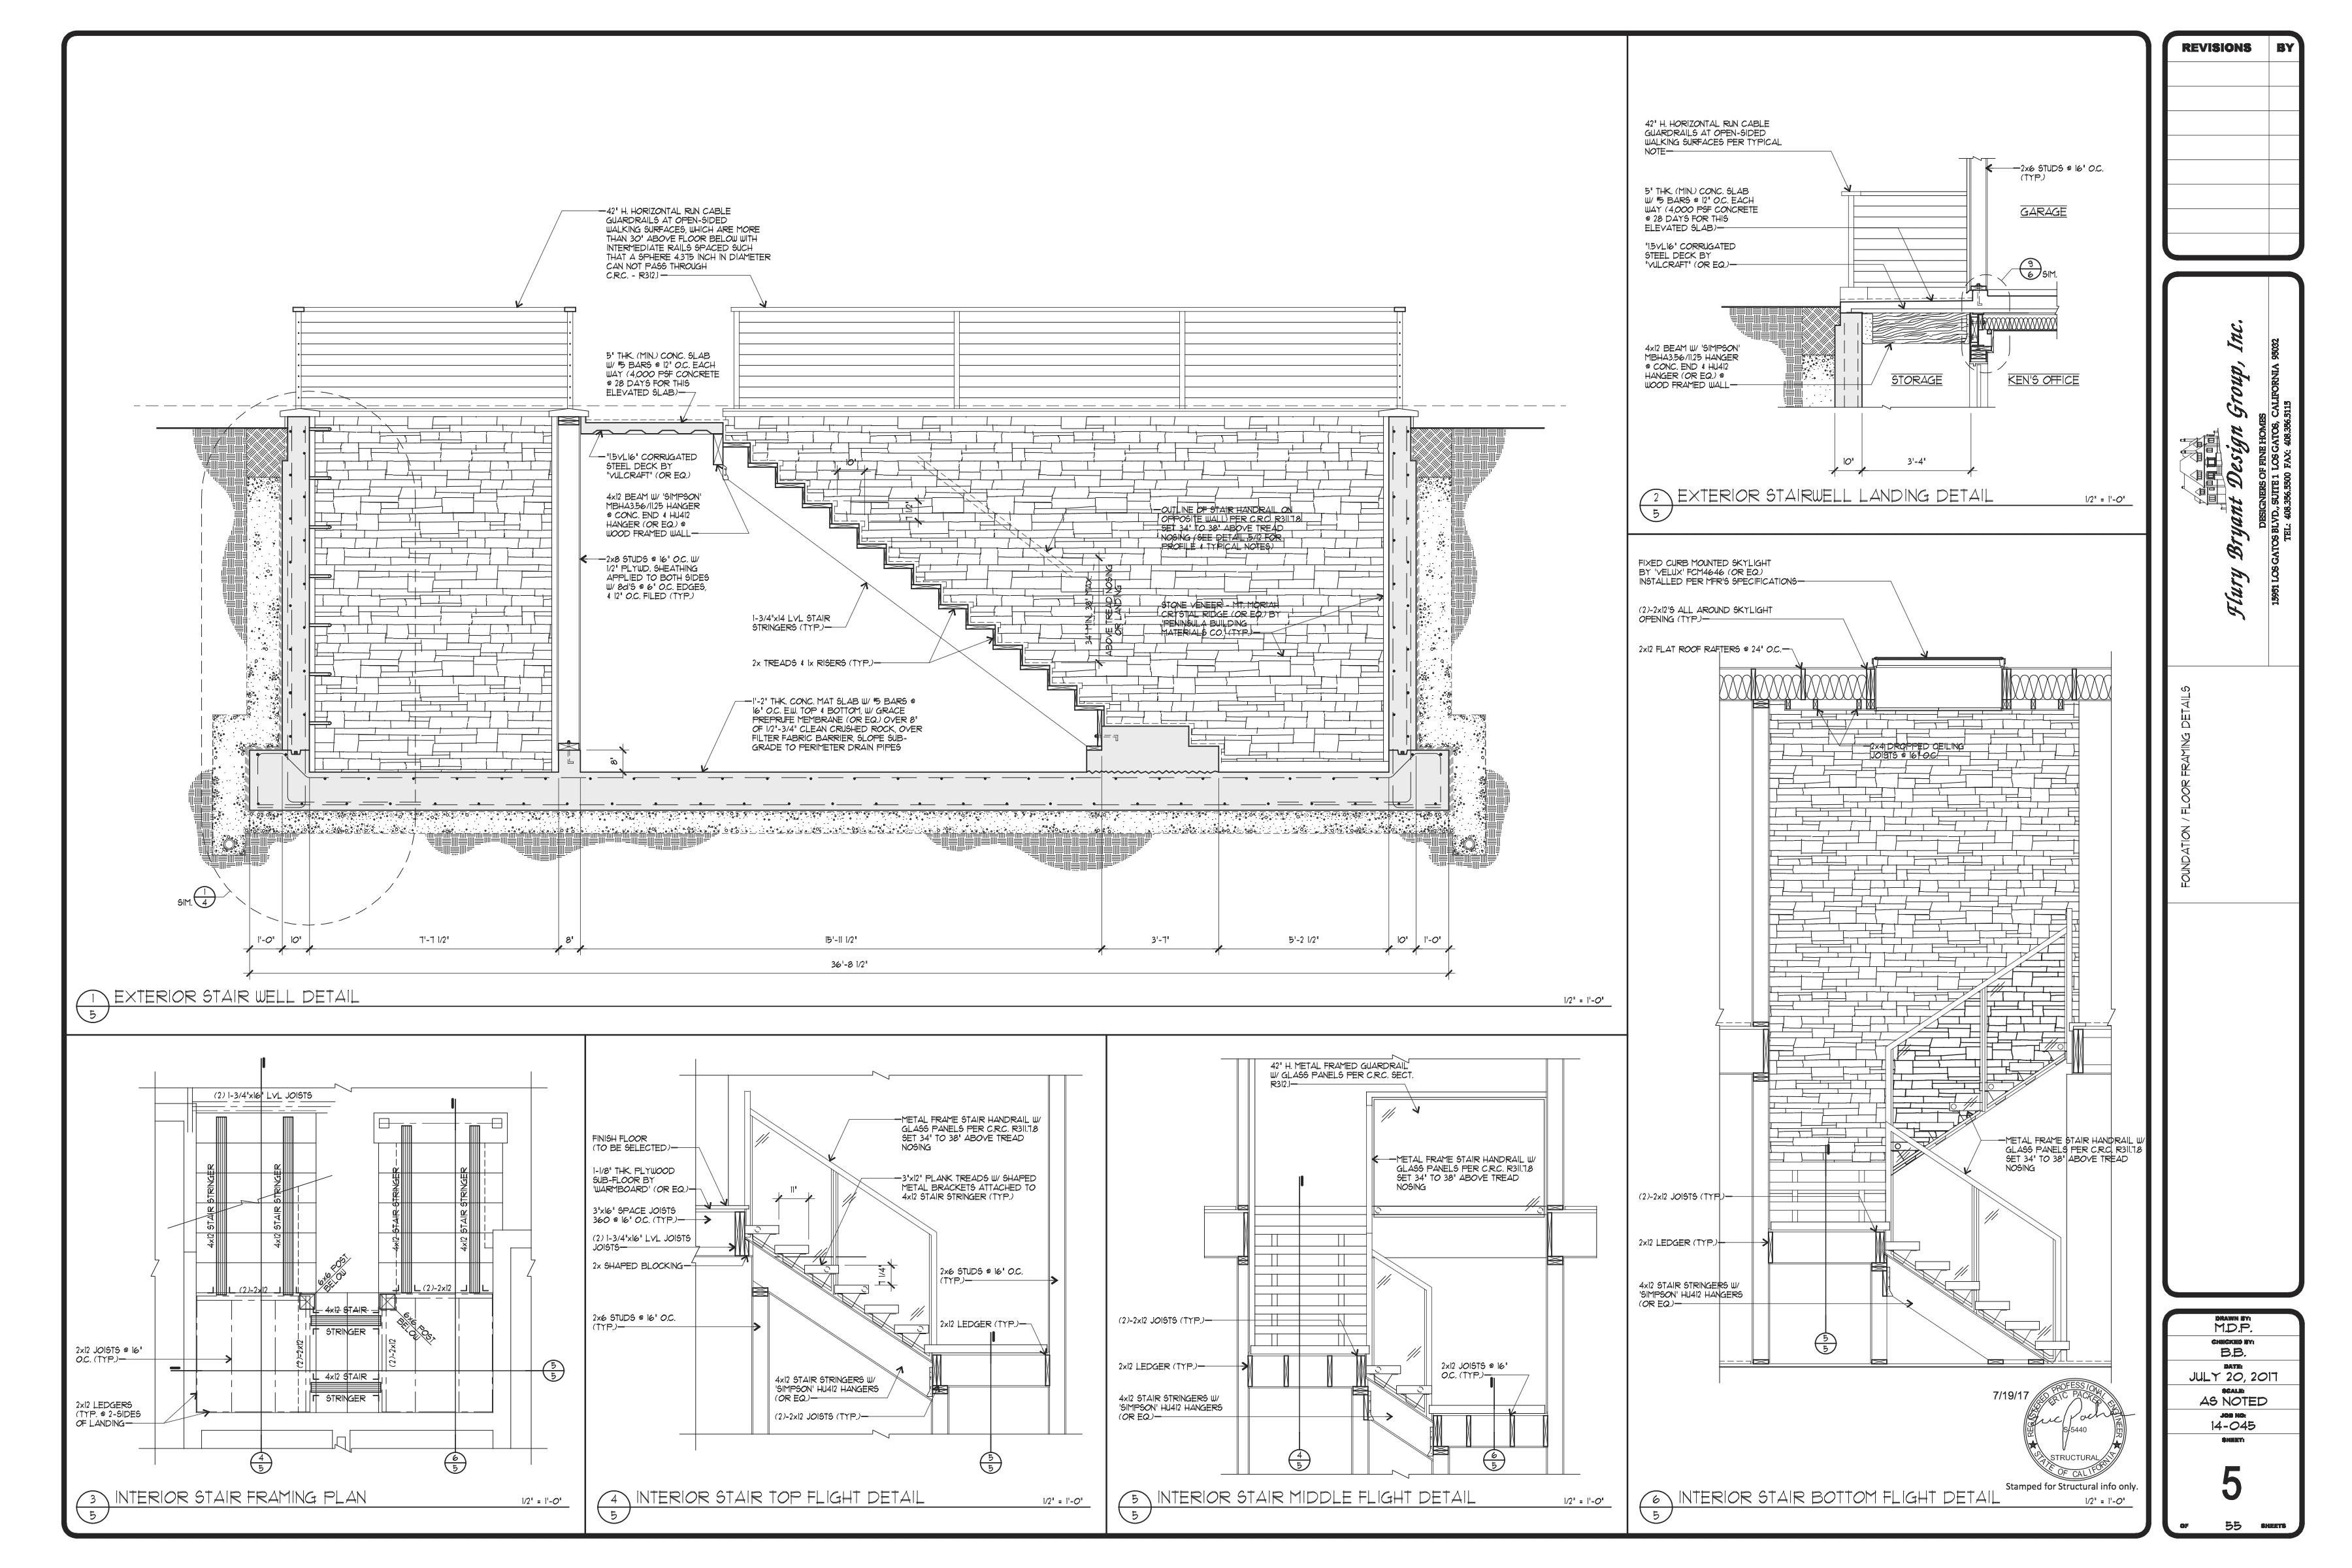 42" H. HORIZONTAL RUN CABLE
GUARDRAILS AT OPEN-SIDED
WALKING SURFACES, WHICH ARE MORE
THAN 30" ABOVE FLOOR BELOW WITH
INTERMEDIATE RAILS SPACED SUCH
THAT A SPHERE 4.375 INCH IN DIAMETER
CAN NOT PASS THROUGH
C.R.C. - R312.1
5" THK. (MIN.) CONC. SLAB
W/ #5 BARS @ 12" O.C. EACH
WAY (4,000 PSF CONCRETE
@ 28 DAYS FOR THIS
ELEVATED SLAB)
"1.5VL16" CORRUGATED
STEEL DECK BY
"VULCRAFT" (OR EQ.)
4x12 BEAM W/ 'SIMPSON'
MBHA3.56/11.25 HANGER
@ CONC. END & HU412
HANGER (OR EQ.) @
WOOD FRAMED WALL
2x8 STUDS @ 16" O.C. W/
1/2" PLYWD. SHEATHING
APPLIED TO BOTH SIDES
W/ 8d'S @ 6" O.C. EDGES,
& 12" O.C. FILED (TYP.)
10"
7 1/2"
OUTLINE OF STAIR HANDRAIL ON
OPPOSITE WALL) PER C.R.C. R311.7.8
SET 34" TO 38" ABOVE TREAD
NOSING (SEE DETAIL 5/12 FOR
PROFILE & TYPICAL NOTES)
34" MIN. 38" MAX.
ABOVE TREAD NOSING
OR LANDING
STONE VENEER - MT. MORIAH
CRYSTAL RIDGE (OR EQ.) BY
'PENINSULA BUILDING
MATERIALS CO.' (TYP.)
1-3/4"x14 LVL STAIR
STRINGERS (TYP.)
2x TREADS & 1x RISERS (TYP.)
1'-2" THK. CONC. MAT SLAB W/ #5 BARS @
16" O.C. E.W. TOP & BOTTOM, W/ GRACE
PREPRUFE MEMBRANE (OR EQ.) OVER 8"
OF 1/2"-3/4" CLEAN CRUSHED ROCK, OVER
FILTER FABRIC BARRIER, SLOPE SUB-
GRADE TO PERIMETER DRAIN PIPES
8"
SIM. 1
4
1'-0" 10" 7'-7 1/2" 8" 15'-11 1/2" 3'-7" 5'-2 1/2" 10" 1'-0"
36'-8 1/2"
1
5
EXTERIOR STAIR WELL DETAIL
1/2" = 1'-0"
42" H. HORIZONTAL RUN CABLE
GUARDRAILS AT OPEN-SIDED
WALKING SURFACES PER TYPICAL
NOTE
5" THK. (MIN.) CONC. SLAB
W/ #5 BARS @ 12" O.C. EACH
WAY (4,000 PSF CONCRETE
@ 28 DAYS FOR THIS
ELEVATED SLAB)
"1.5VL16" CORRUGATED
STEEL DECK BY
"VULCRAFT" (OR EQ.)
4x12 BEAM W/ 'SIMPSON'
MBHA3.56/11.25 HANGER
@ CONC. END & HU412
HANGER (OR EQ.) @
WOOD FRAMED WALL
2x6 STUDS @ 16" O.C.
(TYP.)
GARAGE
9
6
SIM.
STORAGE
KEN'S OFFICE
10" 3'-4"
2
5
EXTERIOR STAIRWELL LANDING DETAIL
1/2" = 1'-0"
(2) 1-3/4"x16" LVL JOISTS
4x12 STAIR STRINGER
4x12 STAIR STRINGER
4x12 STAIR STRINGER
4x12 STAIR STRINGER
(2)-2x12
(2)-2x12
6x6 POST
BELOW
6x6 POST
BELOW
4x12 STAIR
STRINGER
(2)-2x12
(2)-2x12
4x12 STAIR
STRINGER
2x12 JOISTS @ 16"
O.C. (TYP.)
2x12 LEDGERS
(TYP. @ 2-SIDES
OF LANDING
5
5
4
5
6
5
3
5
INTERIOR STAIR FRAMING PLAN
1/2" = 1'-0"
FINISH FLOOR
(TO BE SELECTED)
1-1/8" THK. PLYWOOD
SUB-FLOOR BY
'WARMBOARD' (OR EQ.)
3"x16" SPACE JOISTS
360 @ 16" O.C. (TYP.)
(2) 1-3/4"x16" LVL JOISTS
JOISTS
2x SHAPED BLOCKING
2x6 STUDS @ 16" O.C.
(TYP.)
METAL FRAME STAIR HANDRAIL W/
GLASS PANELS PER C.R.C. R311.7.8
SET 34" TO 38" ABOVE TREAD
NOSING
3"x12" PLANK TREADS W/ SHAPED
METAL BRACKETS ATTACHED TO
4x12 STAIR STRINGER (TYP.)
11"
7 1/4"
2x6 STUDS @ 16" O.C.
(TYP.)
2x12 LEDGER (TYP.)
4x12 STAIR STRINGERS W/
'SIMPSON' HU412 HANGERS
(OR EQ.)
(2)-2x12 JOISTS (TYP.)
5
5
4
5
INTERIOR STAIR TOP FLIGHT DETAIL
1/2" = 1'-0"
42" H. METAL FRAMED GUARDRAIL
W/ GLASS PANELS PER C.R.C. SECT.
R312.1
METAL FRAME STAIR HANDRAIL W/
GLASS PANELS PER C.R.C. R311.7.8
SET 34" TO 38" ABOVE TREAD
NOSING
(2)-2x12 JOISTS (TYP.)
2x12 LEDGER (TYP.)
4x12 STAIR STRINGERS W/
'SIMPSON' HU412 HANGERS
(OR EQ.)
2x12 JOISTS @ 16"
O.C. (TYP.)
4
5
6
5
5
5
INTERIOR STAIR MIDDLE FLIGHT DETAIL
1/2" = 1'-0"
FIXED CURB MOUNTED SKYLIGHT
BY 'VELUX' FCM4646 (OR EQ.)
INSTALLED PER MFR'S SPECIFICATIONS
(2)-2x12'S ALL AROUND SKYLIGHT
OPENING (TYP.)
2x12 FLAT ROOF RAFTERS @ 24" O.C.
2x4 DROPPED CEILING
JOISTS @ 16" O.C.
METAL FRAME STAIR HANDRAIL W/
GLASS PANELS PER C.R.C. R311.7.8
SET 34" TO 38" ABOVE TREAD
NOSING
(2)-2x12 JOISTS (TYP.)
2x12 LEDGER (TYP.)
4x12 STAIR STRINGERS W/
'SIMPSON' HU412 HANGERS
(OR EQ.)
5
5
7/19/17
REGISTERED PROFESSIONAL ENGINEER
ERIC PACHER
S-5440
STRUCTURAL
STATE OF CALIFORNIA
Stamped for Structural info only.
6
5
INTERIOR STAIR BOTTOM FLIGHT DETAIL
1/2" = 1'-0"
REVISIONS BY
Flury Bryant Design Group, Inc.
DESIGNERS OF FINE HOMES
15951 LOS GATOS BLVD., SUITE 1 LOS GATOS, CALIFORNIA 95032
TEL: 408.356.5500 FAX: 408.356.5115
FOUNDATION / FLOOR FRAMING DETAILS
DRAWN BY:
M.D.P.
CHECKED BY:
B.B.
DATE:
JULY 20, 2017
SCALE:
AS NOTED
JOB NO:
14-045
SHEET:
5
OF 55 SHEETS